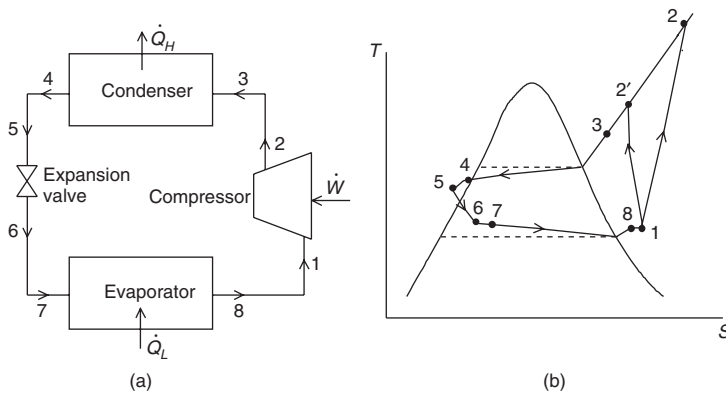 Q̇H
4
Condenser
3
5
2
Expansion
valve
Compressor
Ẇ
6
1
Evaporator
7
8
Q̇L
(a)
T
2
2′
3
4
5
6
7
8
1
S
(b)